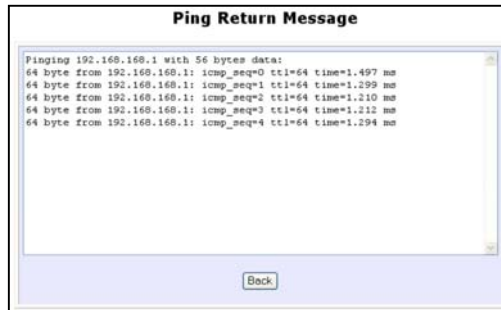 Ping Return Message
Pinging 192.168.168.1 with 56 bytes data:
64 byte from 192.168.168.1: icmp_seq=0 ttl=64 time=1.497 ms
64 byte from 192.168.168.1: icmp_seq=1 ttl=64 time=1.299 ms
64 byte from 192.168.168.1: icmp_seq=2 ttl=64 time=1.210 ms
64 byte from 192.168.168.1: icmp_seq=3 ttl=64 time=1.212 ms
64 byte from 192.168.168.1: icmp_seq=4 ttl=64 time=1.294 ms
Back